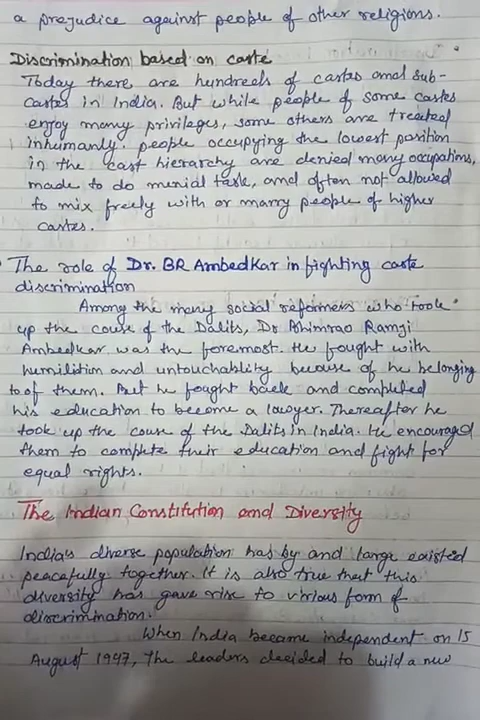 a prejudice against people of other religions.
Discrimination based on caste
Today there are hundreds of castes and sub-
castes in India. But while people of some castes
enjoy many privileges, some others are treated
inhumanly. people occupying the lowest position
in the cast hierarchy are denied many occupations,
made to do menial task, and often not allowed
to mix freely with or marry people of higher
castes.
The role of Dr. BR Ambedkar in fighting caste
discrimination
Among the many social reformers who took
up the couse of the Dalits, Dr Bhimrao Ramji
Ambedkar was the foremost. He fought with
humilition and untouchablity because of he belonging
to of them. But he fought back and completed
his education to become a lawyer. Thereafter he
took up the couse of the Dalits in India. He encouraged
them to complete their education and fight for
equal rights.
The Indian Constitution and Diversity
India's diverse population has by and large existed
peacefully together. It is also true that this
diversity has gave rise to virious form of
discrimination.
When India became independent on 15
August 1947, the leaders decided to build a new